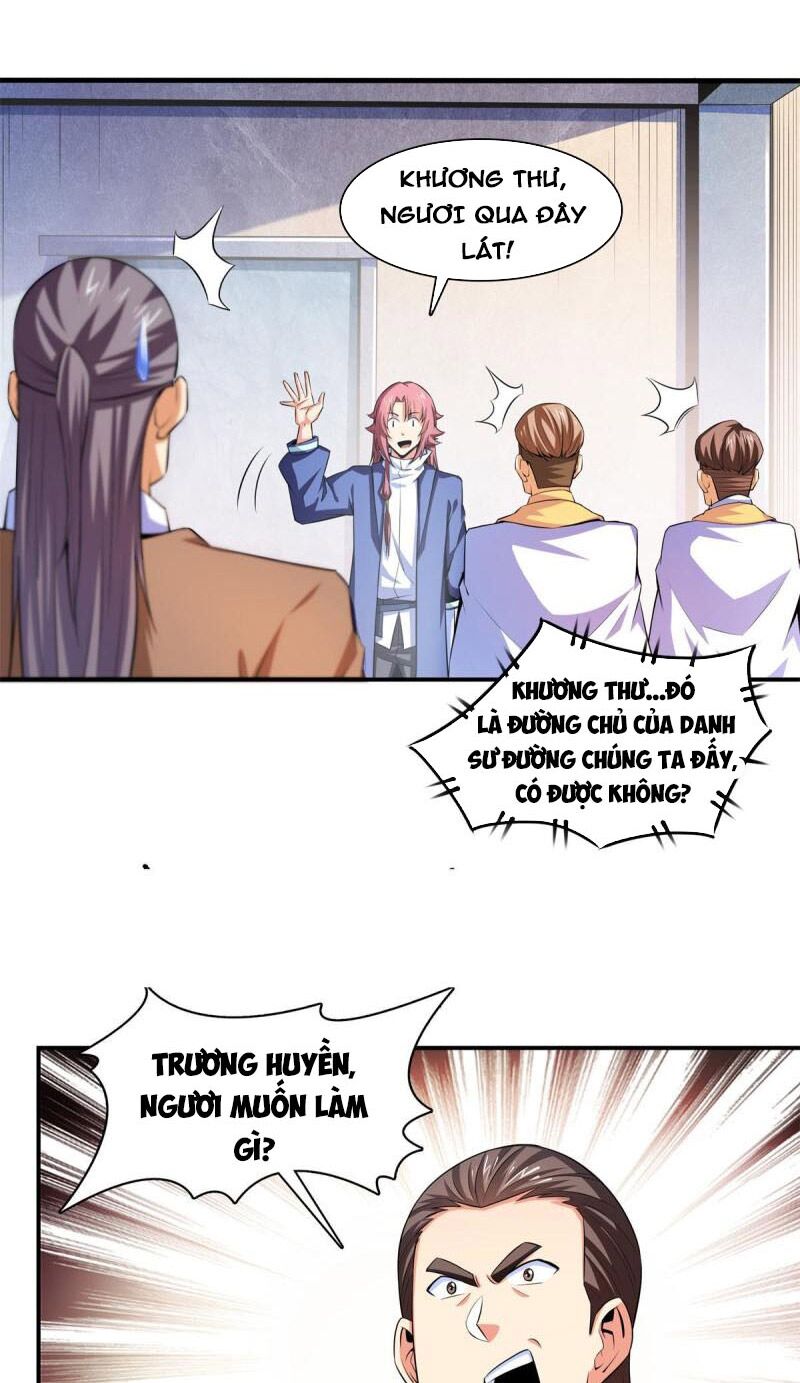 KHƯƠNG THƯ,
NGƯƠI QUA ĐÂY
LÁT!
KHƯƠNG THƯ...ĐÓ
LÀ ĐƯỜNG CHỦ CỦA DANH
SƯ ĐƯỜNG CHÚNG TA ĐẤY,
CÓ ĐƯỢC KHÔNG?
TRƯƠNG HUYỀN,
NGƯƠI MUỐN LÀM
GÌ?